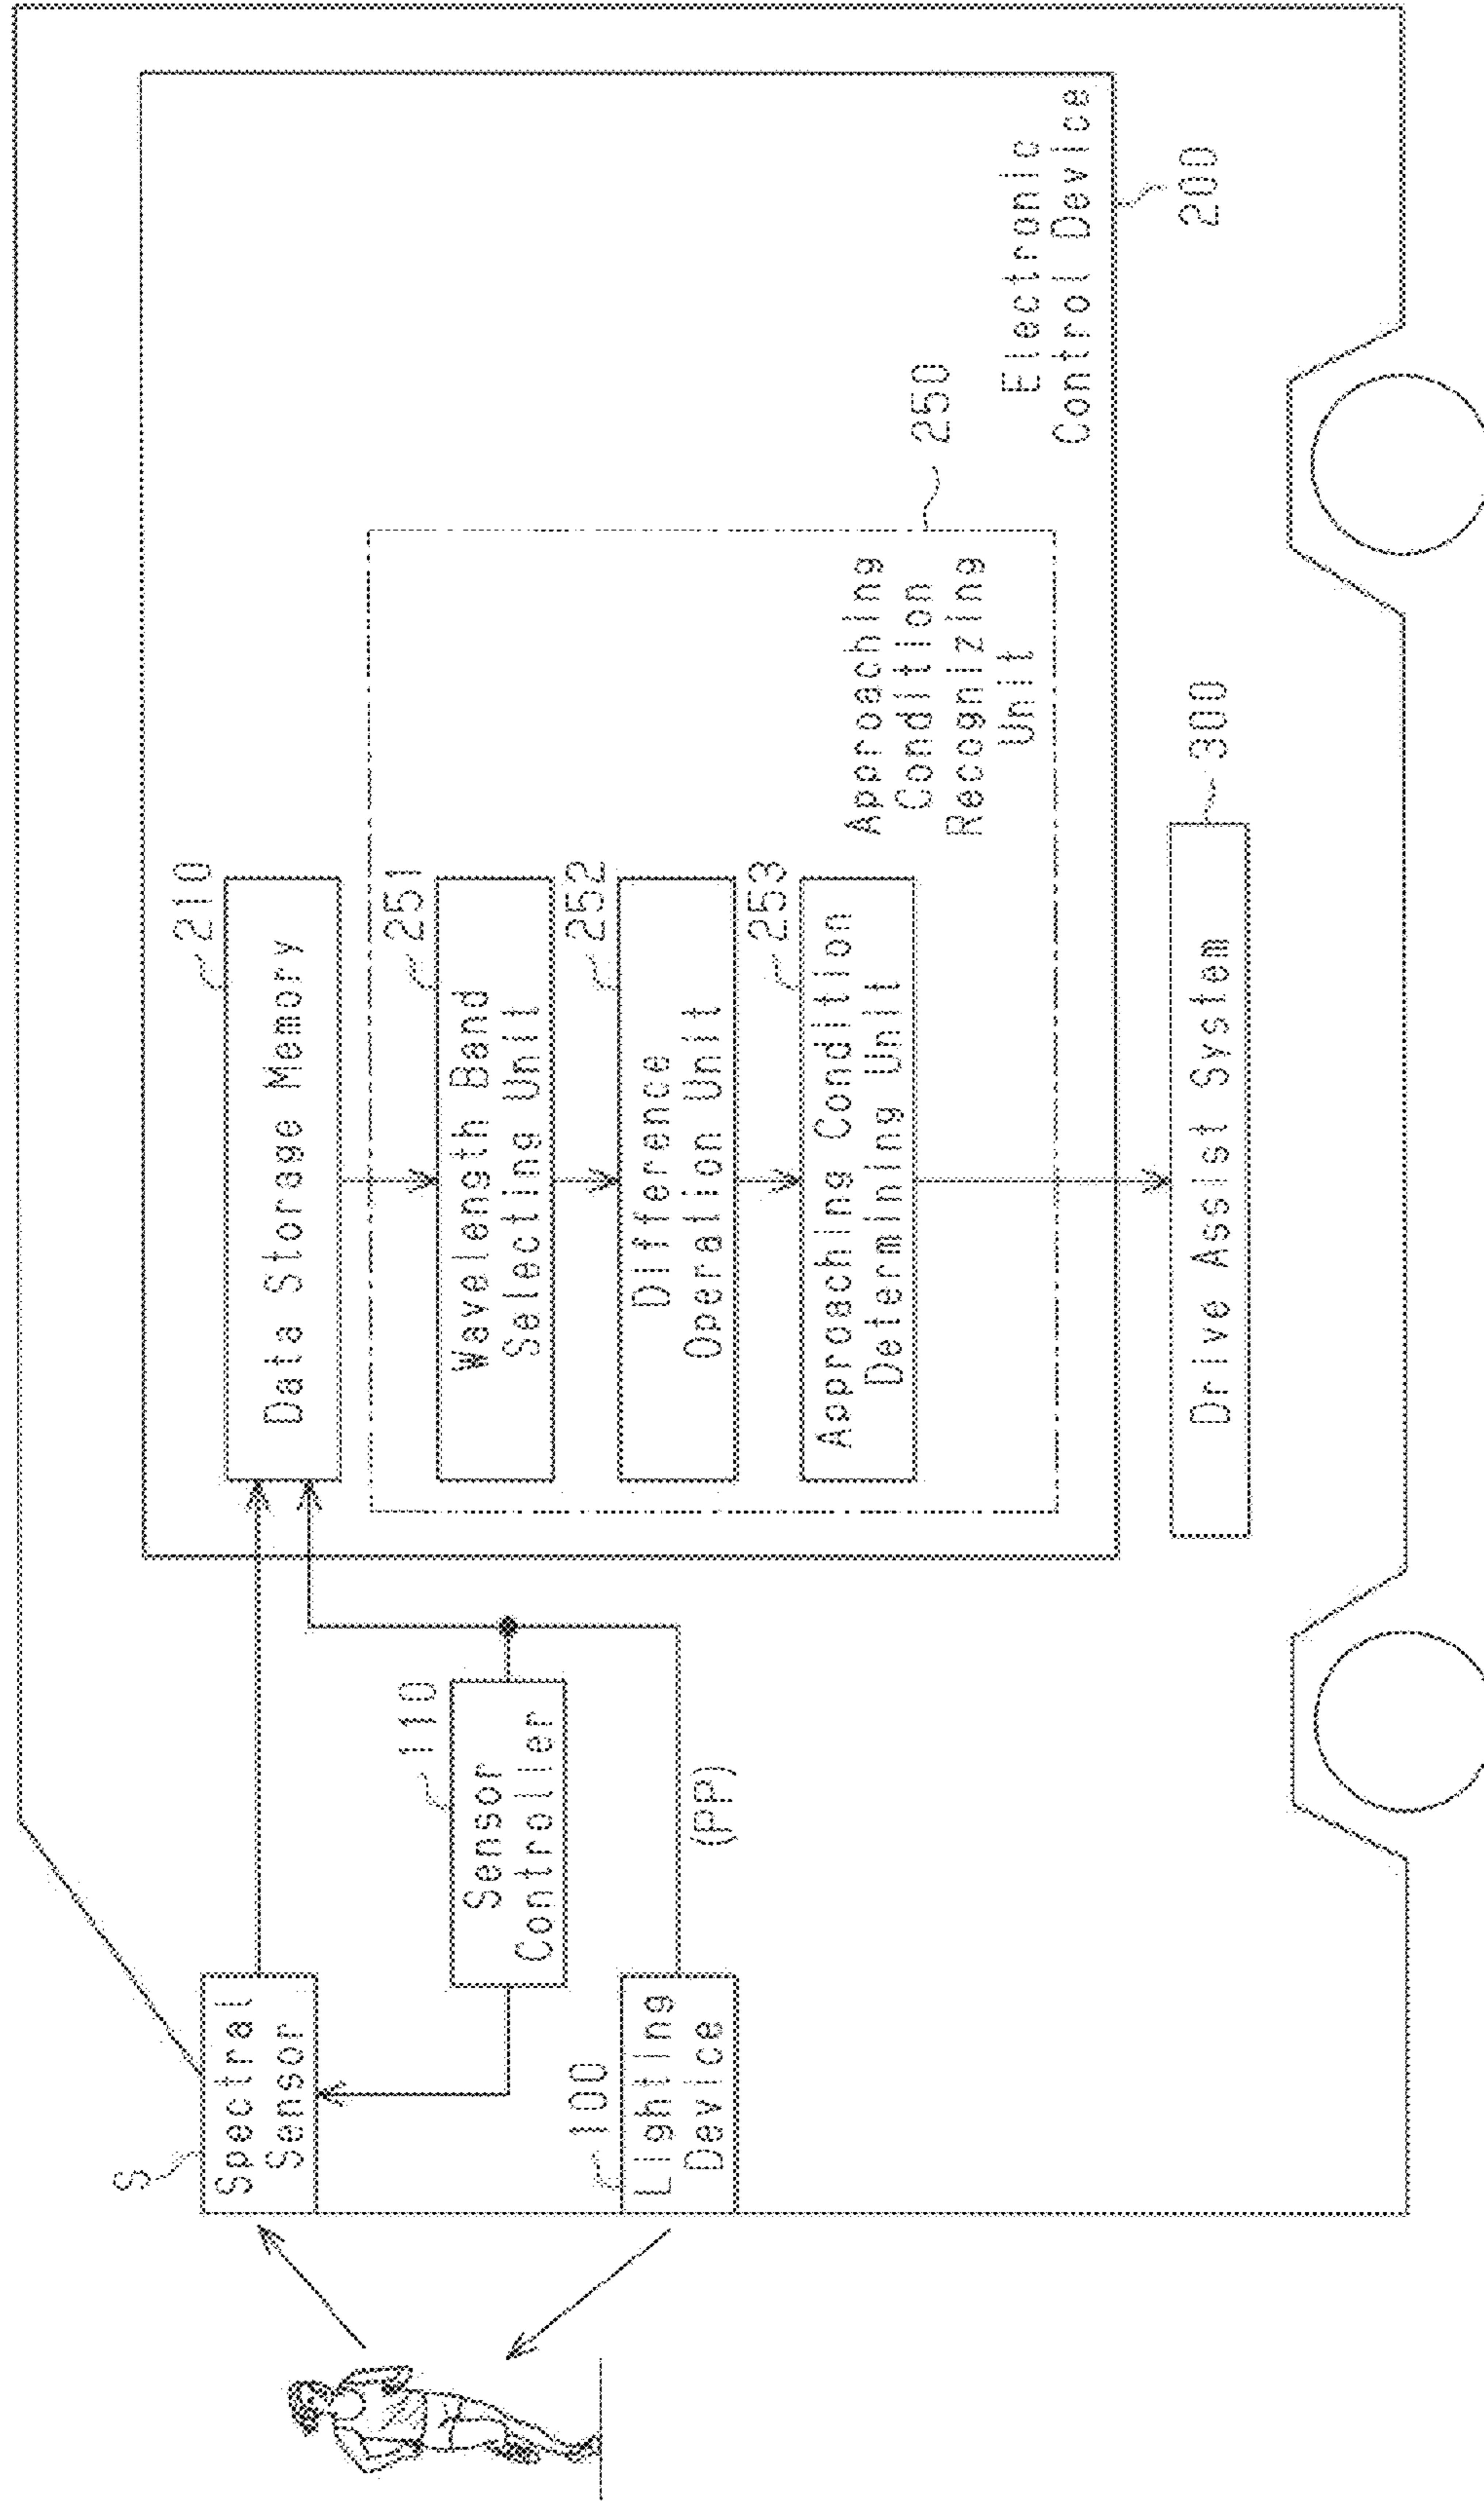 S
Spectral
Sensor
110
Sensor
Controller
100
Lighting
Device
(PP)
210
Data Storage Memory
251
Wavelength Band
Selecting Unit
252
Difference
Operation Unit
253
Approaching Condition
Determining Unit
Approaching
Condition
Recognizing
Unit
250
Electronic
Control Device
200
Drive Assist System
300